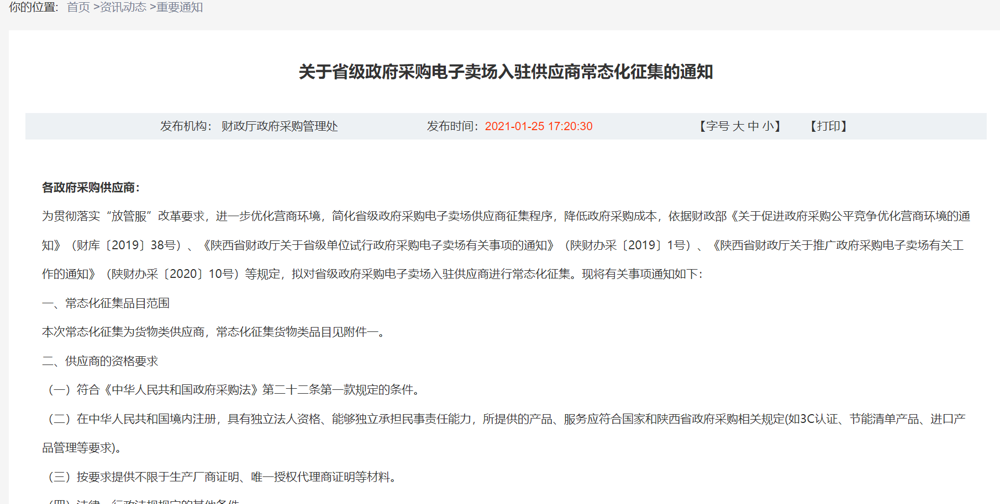 你的位置: 首页 >资讯动态 >重要通知
关于省级政府采购电子卖场入驻供应商常态化征集的通知
发布机构： 财政厅政府采购管理处 发布时间：2021-01-25 17:20:30 【字号 大 中 小】 【打印】
各政府采购供应商：
为贯彻落实“放管服”改革要求，进一步优化营商环境，简化省级政府采购电子卖场供应商征集程序，降低政府采购成本，依据财政部《关于促进政府采购公平竞争优化营商环境的通
知》（财库〔2019〕38号）、《陕西省财政厅关于省级单位试行政府采购电子卖场有关事项的通知》（陕财办采〔2019〕1号）、《陕西省财政厅关于推广政府采购电子卖场有关工
作的通知》（陕财办采〔2020〕10号）等规定，拟对省级政府采购电子卖场入驻供应商进行常态化征集。现将有关事项通知如下：
一、常态化征集品目范围
本次常态化征集为货物类供应商，常态化征集货物类品目见附件一。
二、供应商的资格要求
（一）符合《中华人民共和国政府采购法》第二十二条第一款规定的条件。
（二）在中华人民共和国境内注册，具有独立法人资格、能够独立承担民事责任能力，所提供的产品、服务应符合国家和陕西省政府采购相关规定(如3C认证、节能清单产品、进口产
品管理等要求)。
（三）按要求提供不限于生产厂商证明、唯一授权代理商证明等材料。
（四）法律、行政法规规定的其他条件